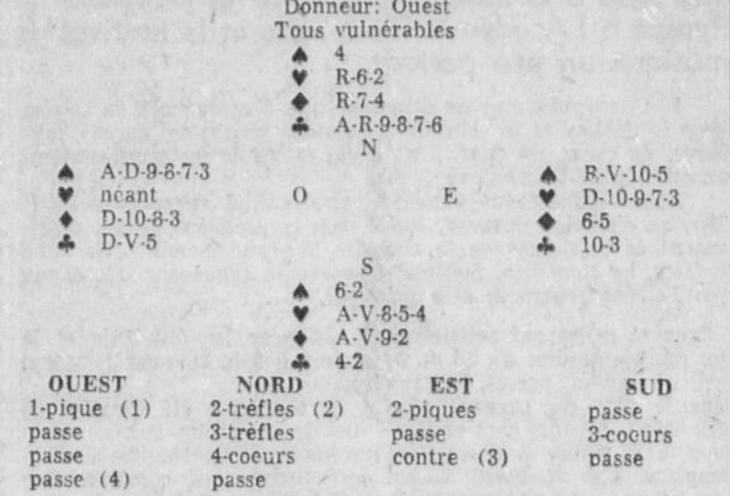 Donneur: Ouest
Tous vulnérables
♠ 4
♥ R-6-2
♦ R-7-4
♣ A-R-9-8-7-6
N
♠ A-D-9-8-7-3
♥ néant
♦ D-10-8-3
♣ D-V-5
O E
♠ R-V-10-5
♥ D-10-9-7-3
♦ 6-5
♣ 10-3
S
♠ 6-2
♥ A-V-8-5-4
♦ A-V-9-2
♣ 4-2
OUEST NORD EST SUD
1-pique (1) 2-trèfles (2) 2-piques passe
passe 3-trèfles passe 3-coeurs
passe 4-coeurs contre (3) passe
passe (4) passe